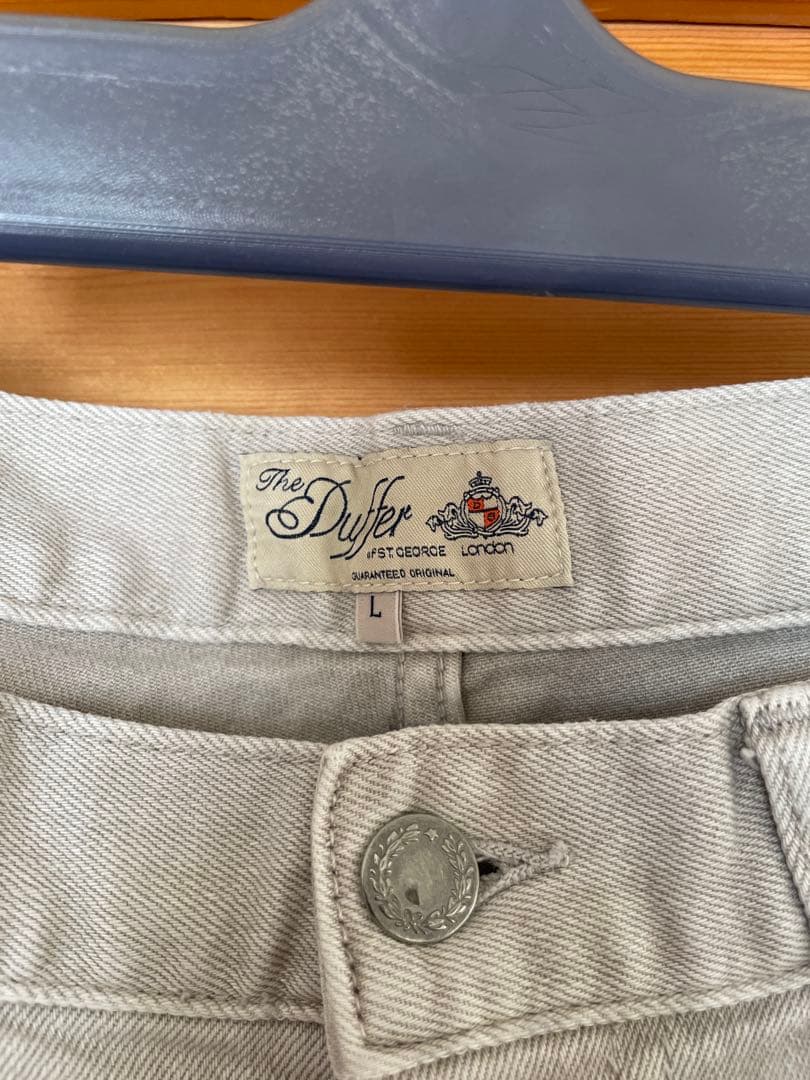 The
Duffer
OF ST. GEORGE London
GUARANTEED ORIGINAL
L